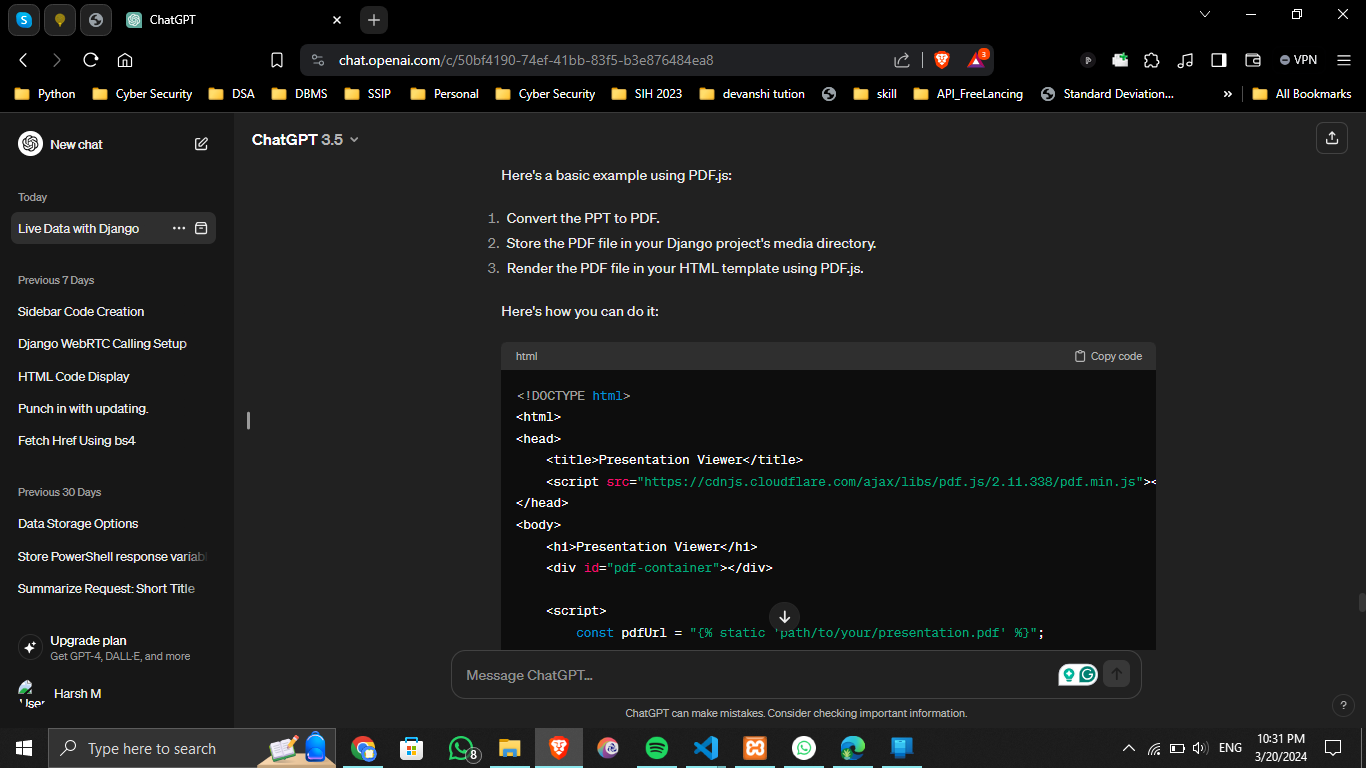 ChatGPT
chat.openai.com/c/50bf4190-74ef-41bb-83f5-b3e876484ea8
3
VPN
Python
Cyber Security
DSA
DBMS
SSIP
Personal
Cyber Security
SIH 2023
devanshi tution
skill
API_FreeLancing
Standard Deviation...
»
All Bookmarks
New chat
Today
Live Data with Django
Previous 7 Days
Sidebar Code Creation
Django WebRTC Calling Setup
HTML Code Display
Punch in with updating.
Fetch Href Using bs4
Previous 30 Days
Data Storage Options
Store PowerShell response variab
Summarize Request: Short Title
Upgrade plan
Get GPT-4, DALL·E, and more
User
Harsh M
ChatGPT 3.5
Here's a basic example using PDF.js:
1. Convert the PPT to PDF.
2. Store the PDF file in your Django project's media directory.
3. Render the PDF file in your HTML template using PDF.js.
Here's how you can do it:
html
Copy code
<!DOCTYPE html>
<html>
<head>
<title>Presentation Viewer</title>
<script src="https://cdnjs.cloudflare.com/ajax/libs/pdf.js/2.11.338/pdf.min.js"><
</head>
<body>
<h1>Presentation Viewer</h1>
<div id="pdf-container"></div>
<script>
const pdfUrl = "{% static 'path/to/your/presentation.pdf' %}";
Message ChatGPT...
ChatGPT can make mistakes. Consider checking important information.
?
Type here to search
8
ENG
10:31 PM
3/20/2024